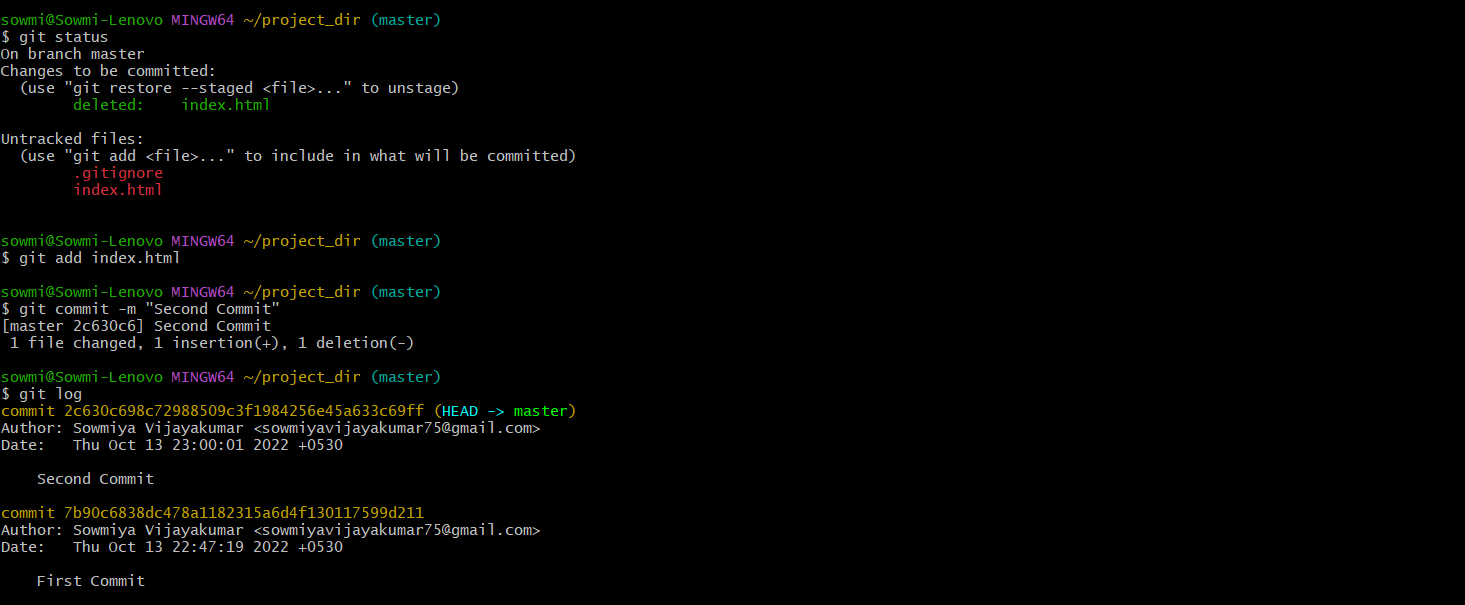 sowmi@Sowmi-Lenovo MINGW64 ~/project_dir (master)
$ git status
On branch master
Changes to be committed:
  (use "git restore --staged <file>..." to unstage)
        deleted:    index.html

Untracked files:
  (use "git add <file>..." to include in what will be committed)
        .gitignore
        index.html

sowmi@Sowmi-Lenovo MINGW64 ~/project_dir (master)
$ git add index.html

sowmi@Sowmi-Lenovo MINGW64 ~/project_dir (master)
$ git commit -m "Second Commit"
[master 2c630c6] Second Commit
 1 file changed, 1 insertion(+), 1 deletion(-)

sowmi@Sowmi-Lenovo MINGW64 ~/project_dir (master)
$ git log
commit 2c630c698c72988509c3f1984256e45a633c69ff (HEAD -> master)
Author: Sowmiya Vijayakumar <sowmiyavijayakumar75@gmail.com>
Date:   Thu Oct 13 23:00:01 2022 +0530

    Second Commit

commit 7b90c6838dc478a1182315a6d4f130117599d211
Author: Sowmiya Vijayakumar <sowmiyavijayakumar75@gmail.com>
Date:   Thu Oct 13 22:47:19 2022 +0530

    First Commit